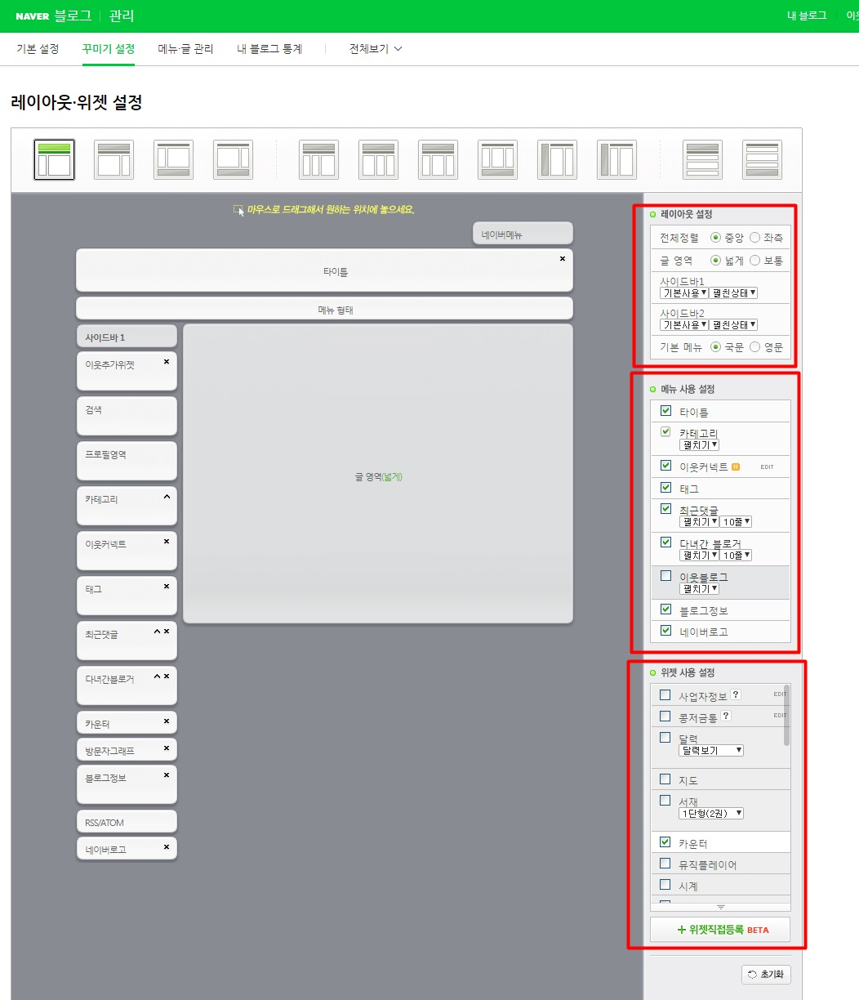 NAVER 블로그 관리 내 블로그 이웃
기본 설정 꾸미기 설정 메뉴·글 관리 내 블로그 통계 전체보기
레이아웃·위젯 설정
마우스로 드래그해서 원하는 위치에 놓으세요.
네이버메뉴
타이틀
메뉴 형태
사이드바 1
이웃추가위젯
검색
프로필영역
카테고리
이웃커넥트
태그
최근댓글
다녀간블로거
카운터
방문자그래프
블로그정보
RSS/ATOM
네이버로고
글 영역(넓게)
레이아웃 설정
전체정렬 중앙 좌측
글 영역 넓게 보통
사이드바1
기본사용 펼친상태
사이드바2
기본사용 펼친상태
기본 메뉴 국문 영문
메뉴 사용 설정
타이틀
카테고리
펼치기
이웃커넥트 N EDIT
태그
최근댓글
펼치기 10줄
다녀간 블로거
펼치기 10줄
이웃블로그
펼치기
블로그정보
네이버로고
위젯 사용 설정
사업자정보 ? EDIT
콩저금통 ? EDIT
달력
달력보기
지도
서재
1단형(2권)
카운터
뮤직플레이어
시계
+ 위젯직접등록 BETA
초기화